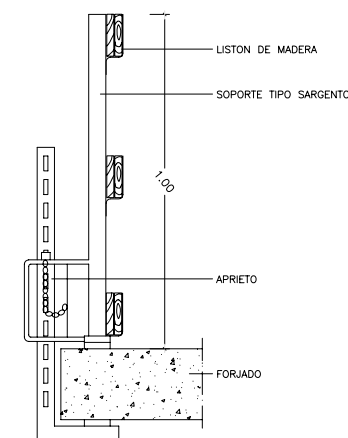 LISTON DE MADERA
SOPORTE TIPO SARGENTO
1.00
APRIETO
FORJADO